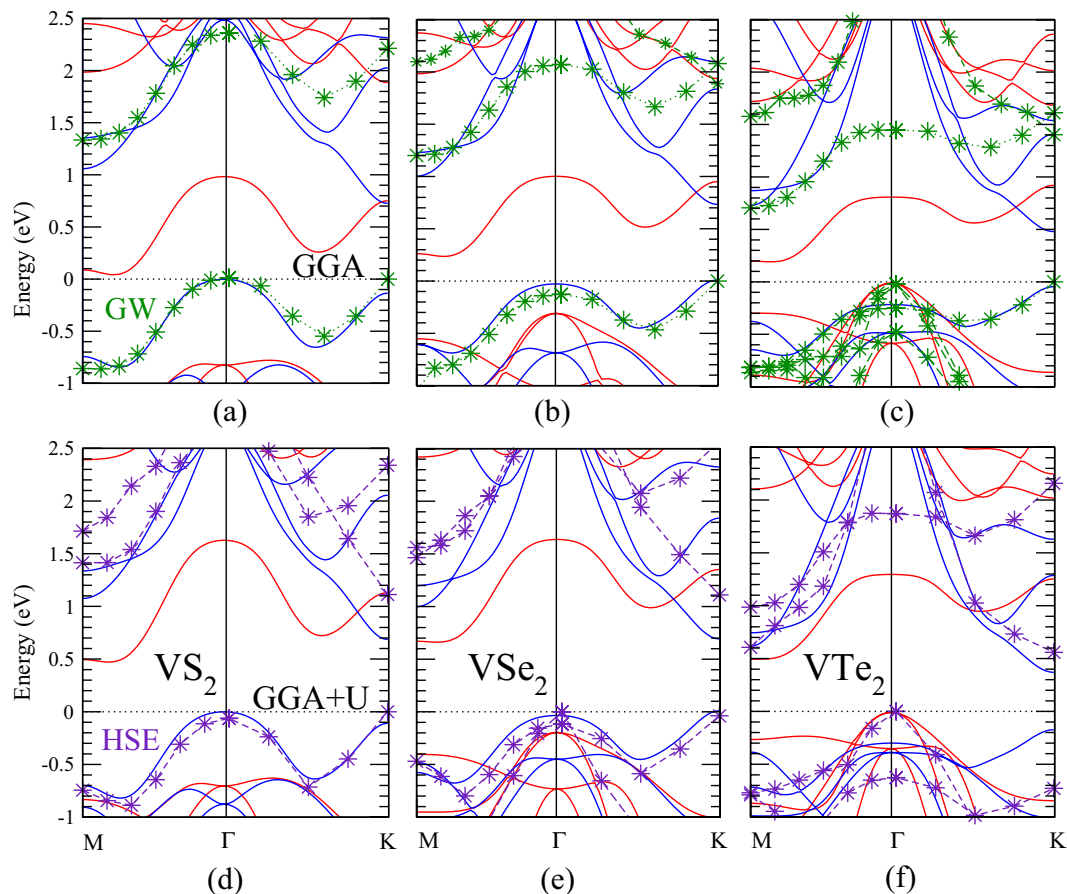 2.5
2
1.5
1
0.5
0
-0.5
-1
Energy (eV)
GGA
GW
(a)
(b)
(c)
2.5
2
1.5
1
0.5
0
-0.5
-1
Energy (eV)
VS2
GGA+U
HSE
VSe2
VTe2
M
Γ
K
M
Γ
K
M
Γ
K
(d)
(e)
(f)